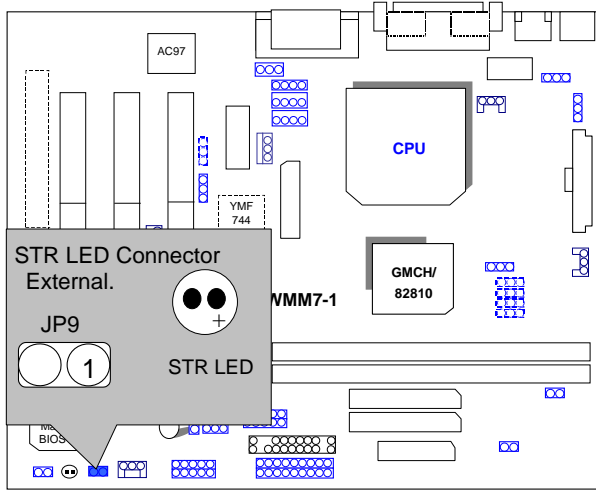 AC97
CPU
YMF
744
GMCH/
82810
WMM7-1
STR LED Connector
External.
JP9
1
+
STR LED
BIOS